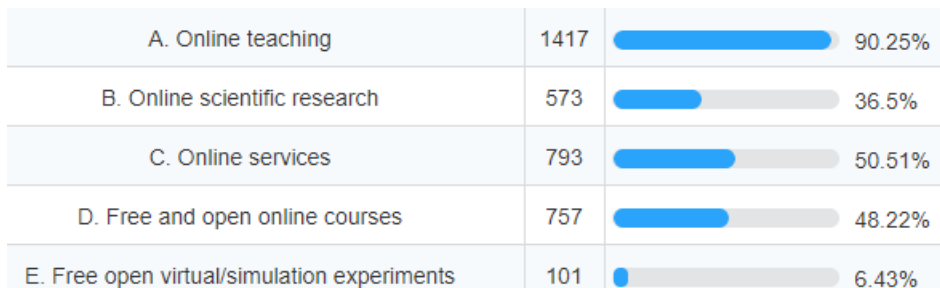 A. Online teaching 1417 90.25%
B. Online scientific research 573 36.5%
C. Online services 793 50.51%
D. Free and open online courses 757 48.22%
E. Free open virtual/simulation experiments 101 6.43%